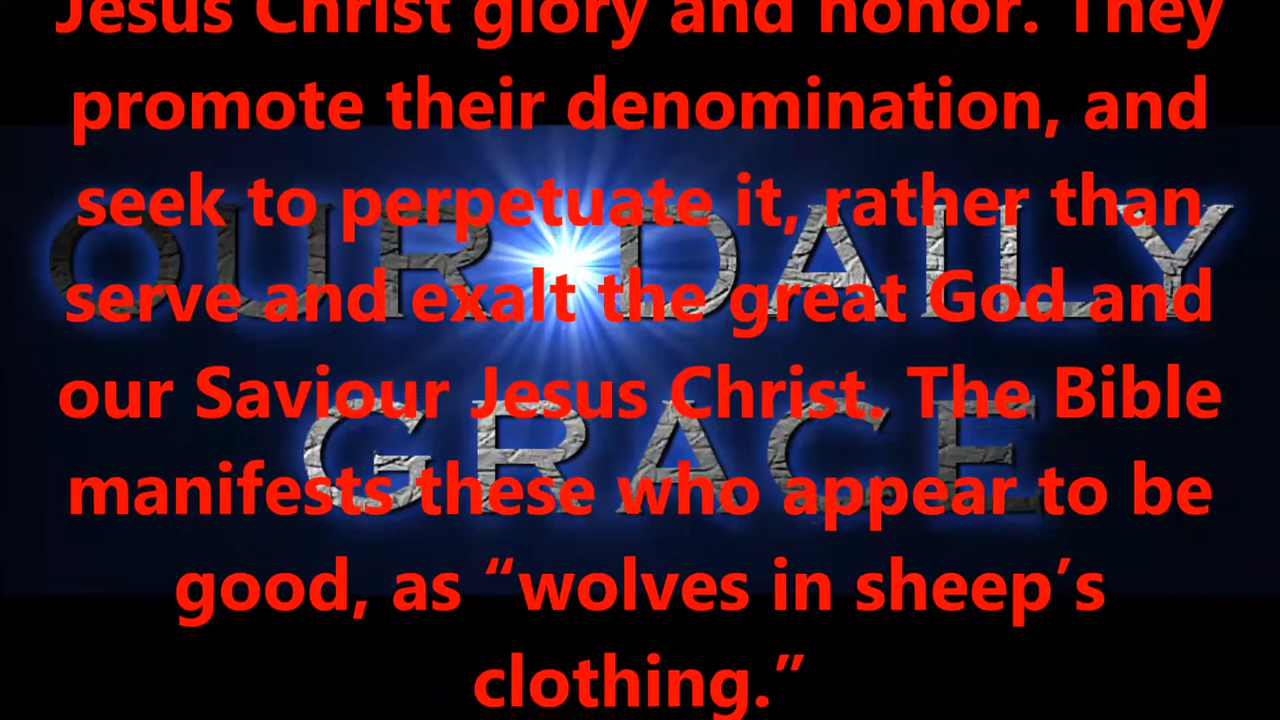 Jesus Christ glory and honor. They
promote their denomination, and
seek to perpetuate it, rather than
OUR DAILY
serve and exalt the great God and
our Saviour Jesus Christ. The Bible
GRACE
manifests these who appear to be
good, as “wolves in sheep’s
clothing.”